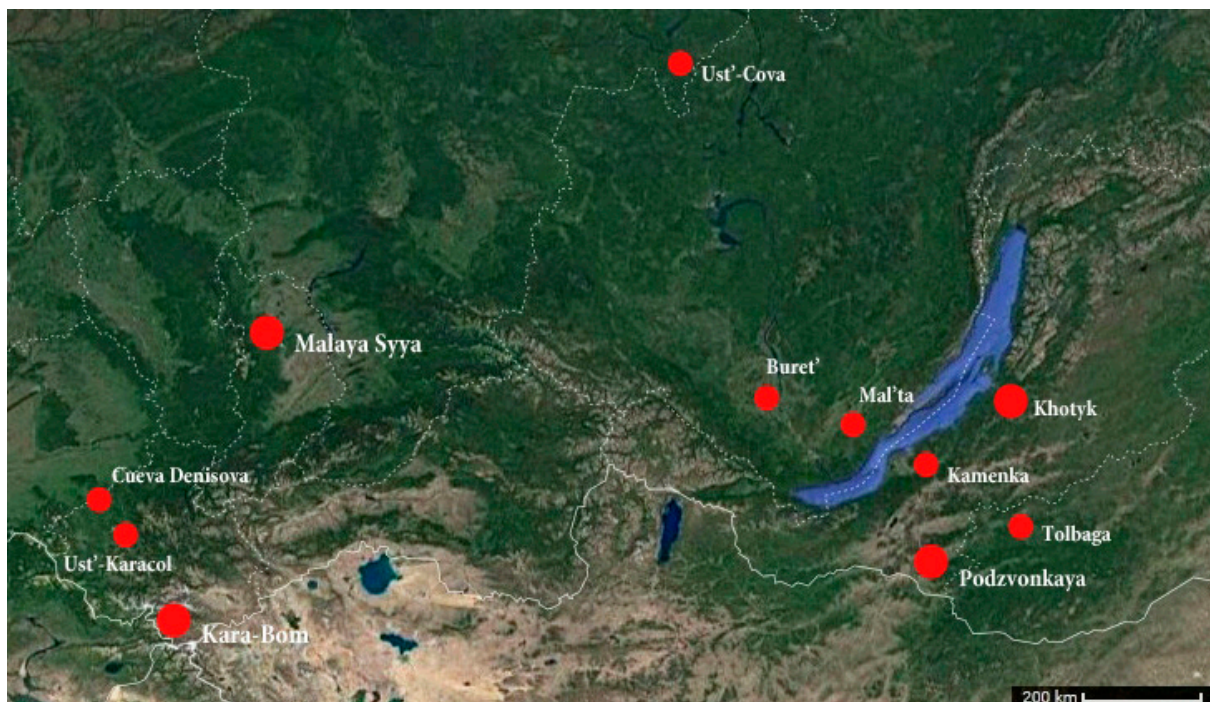 Ust'-Cova
Malaya Syya
Buret'
Mal'ta
Khotyk
Cueva Denisova
Kamenka
Tolbaga
Ust'-Karacol
Podzvonkaya
Kara-Bom
200 km